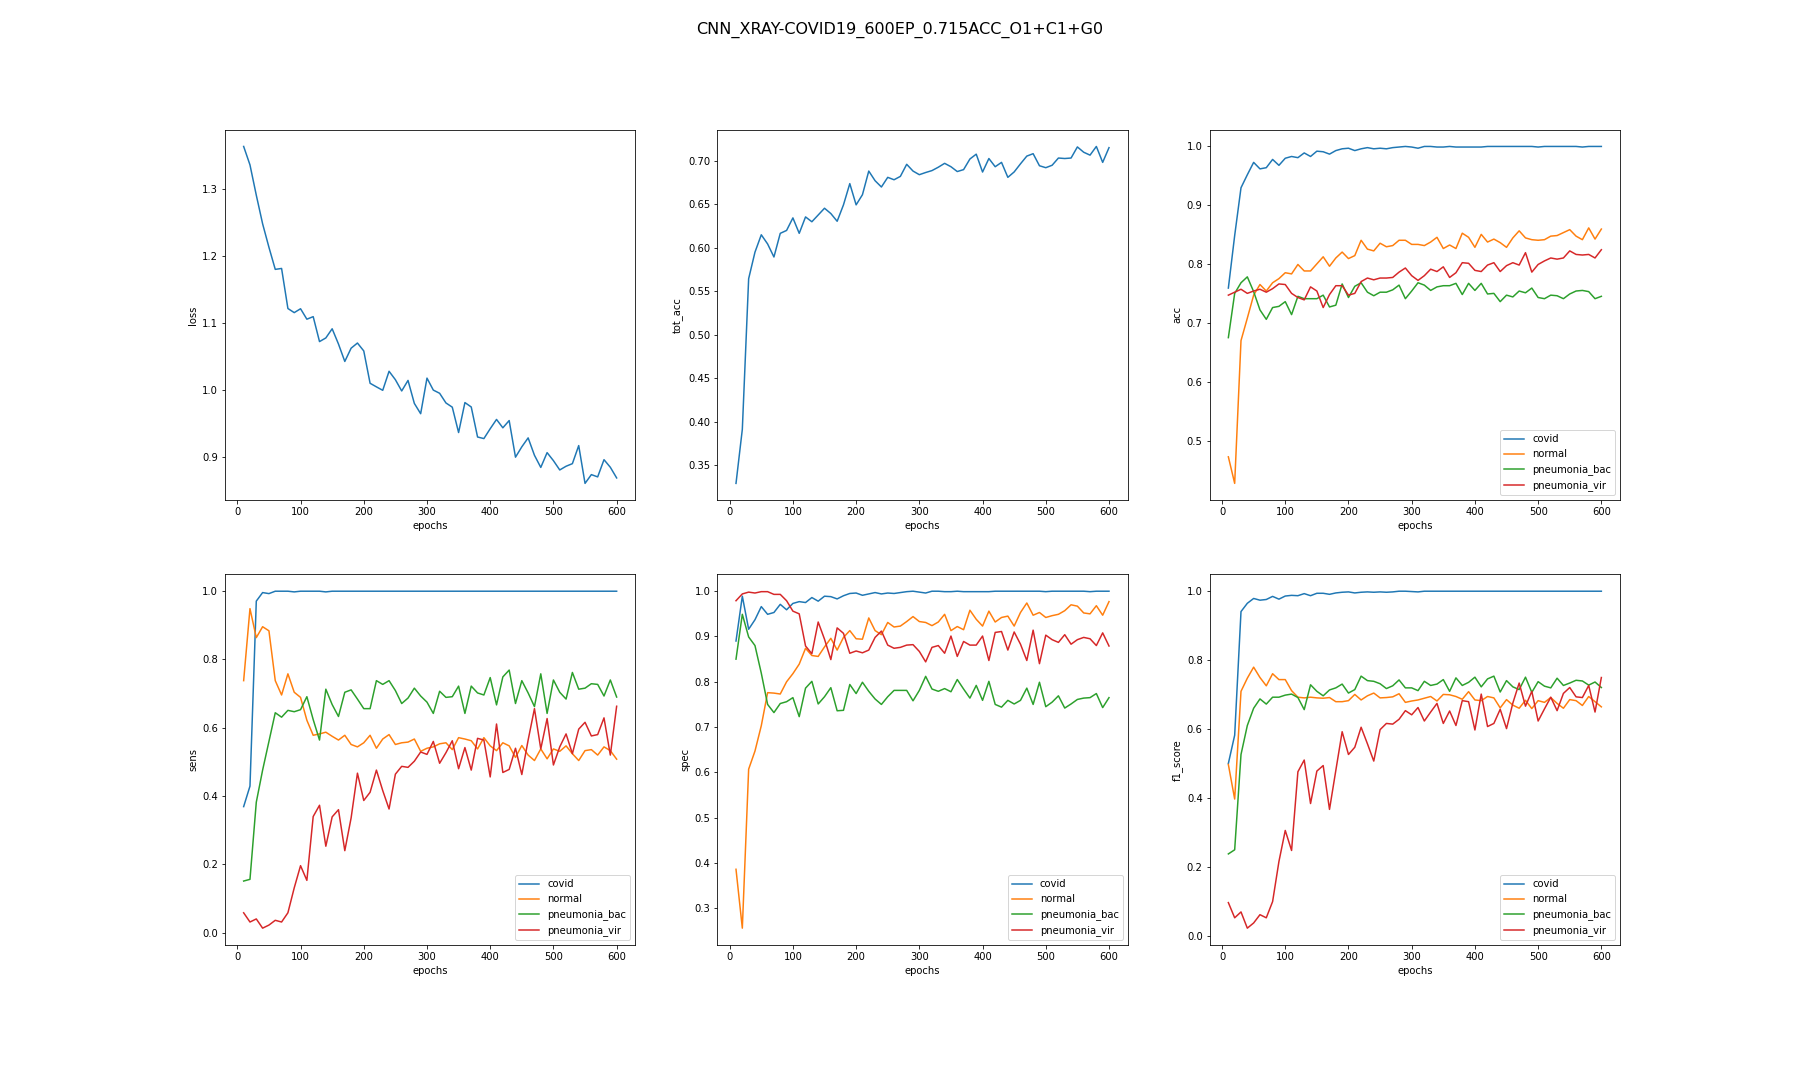 CNN_XRAY-COVID19_600EP_0.715ACC_O1+C1+G0
1.3
1.2
1.1
1.0
0.9
loss
0 100 200 300 400 500 600
epochs
0.70
0.65
0.60
0.55
0.50
0.45
0.40
0.35
tot_acc
0 100 200 300 400 500 600
epochs
1.0
0.9
0.8
0.7
0.6
0.5
acc
covid
normal
pneumonia_bac
pneumonia_vir
0 100 200 300 400 500 600
epochs
1.0
0.8
0.6
0.4
0.2
0.0
sens
covid
normal
pneumonia_bac
pneumonia_vir
0 100 200 300 400 500 600
epochs
1.0
0.9
0.8
0.7
0.6
0.5
0.4
0.3
spec
covid
normal
pneumonia_bac
pneumonia_vir
0 100 200 300 400 500 600
epochs
1.0
0.8
0.6
0.4
0.2
0.0
f1_score
covid
normal
pneumonia_bac
pneumonia_vir
0 100 200 300 400 500 600
epochs